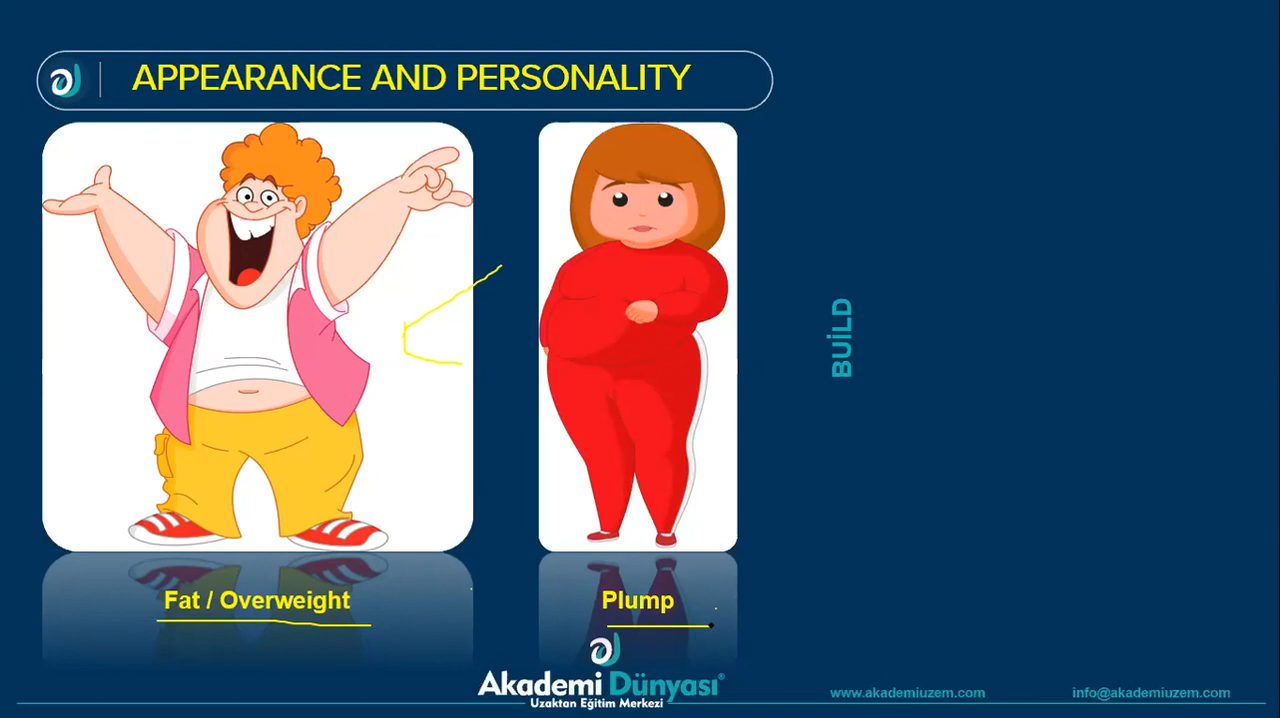 APPEARANCE AND PERSONALITY
BUİLD
Fat / Overweight
Plump
Akademi Dünyası®
Uzaktan Eğitim Merkezi
www.akademiuzem.com
info@akademiuzem.com